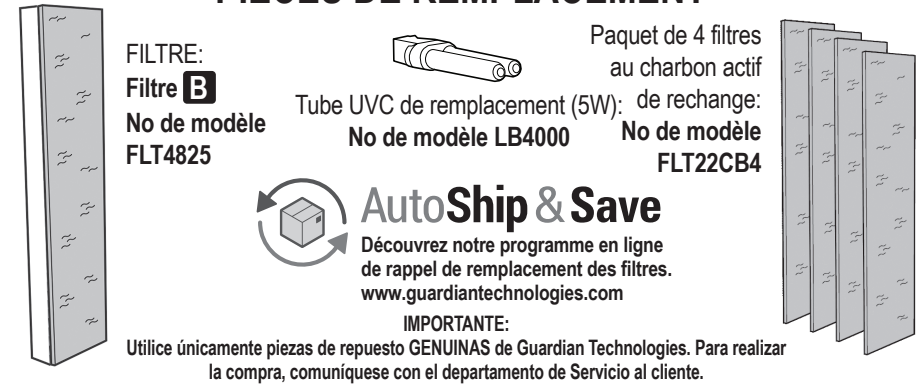 PIÈCES DE REMPLACEMENT
FILTRE:
Filtre B
No de modèle
FLT4825
Tube UVC de remplacement (5W):
No de modèle LB4000
Paquet de 4 filtres
au charbon actif
de rechange:
No de modèle
FLT22CB4
AutoShip & Save
Découvrez notre programme en ligne
de rappel de remplacement des filtres.
www.guardiantechnologies.com
IMPORTANTE:
Utilice únicamente piezas de repuesto GENUINAS de Guardian Technologies. Para realizar
la compra, comuníquese con el departamento de Servicio al cliente.